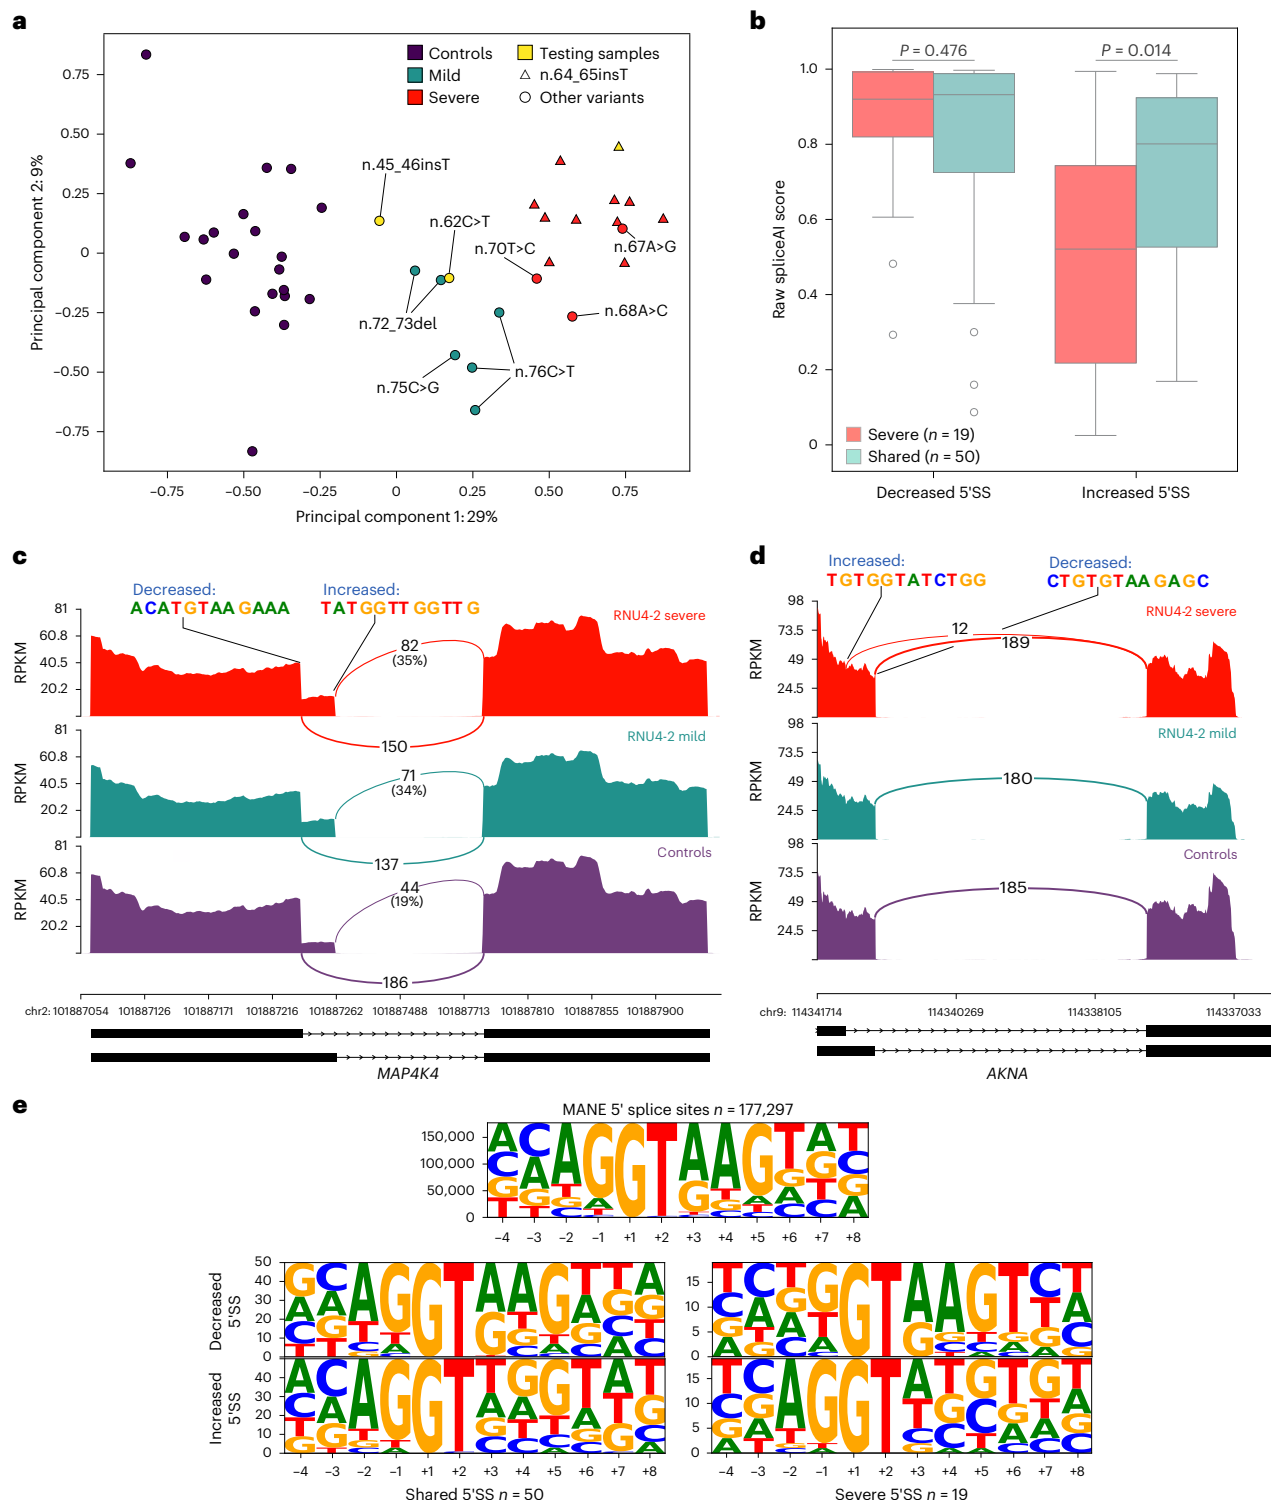 a
Controls
Testing samples
Mild
n.64_65insT
Severe
Other variants
0.75
0.50
0.25
0
−0.25
−0.50
−0.75
Principal component 2: 9%
n.45_46insT
n.62C>T
n.70T>C
n.67A>G
n.68A>C
n.72_73del
n.75C>G
n.76C>T
−0.75 −0.50 −0.25 0 0.25 0.50 0.75
Principal component 1: 29%
b
P = 0.476
P = 0.014
1.0
0.8
0.6
0.4
0.2
0
Raw spliceAI score
Severe (n = 19)
Shared (n = 50)
Decreased 5'SS
Increased 5'SS
c
Decreased:
ACATGTAAGAAA
Increased:
TATGGTTGGTTG
81
60.8
40.5
20.2
RPKM
RNU4-2 severe
82
(35%)
150
81
60.8
40.5
20.2
RPKM
RNU4-2 mild
71
(34%)
137
81
60.8
40.5
20.2
RPKM
Controls
44
(19%)
186
chr2: 101887054 101887126 101887171 101887216 101887262 101887488 101887713 101887855 101887900
MAP4K4
d
Increased:
TGTGGTATCTGG
Decreased:
CTGTGTAAGAGC
98
73.5
49
24.5
RPKM
RNU4-2 severe
12
189
98
73.5
49
24.5
RPKM
RNU4-2 mild
180
98
73.5
49
24.5
RPKM
Controls
185
chr9: 114341714 114340269 114338105 114337033
AKNA
e
MANE 5' splice sites n = 177,297
150,000
100,000
50,000
0
−4 −3 −2 −1 +1 +2 +3 +4 +5 +6 +7 +8
Decreased 5'SS
50
40
30
20
10
0
15
10
5
0
Increased 5'SS
40
30
20
10
0
15
10
5
0
−4 −3 −2 −1 +1 +2 +3 +4 +5 +6 +7 +8
Shared 5'SS n = 50
−4 −3 −2 −1 +1 +2 +3 +4 +5 +6 +7 +8
Severe 5'SS n = 19